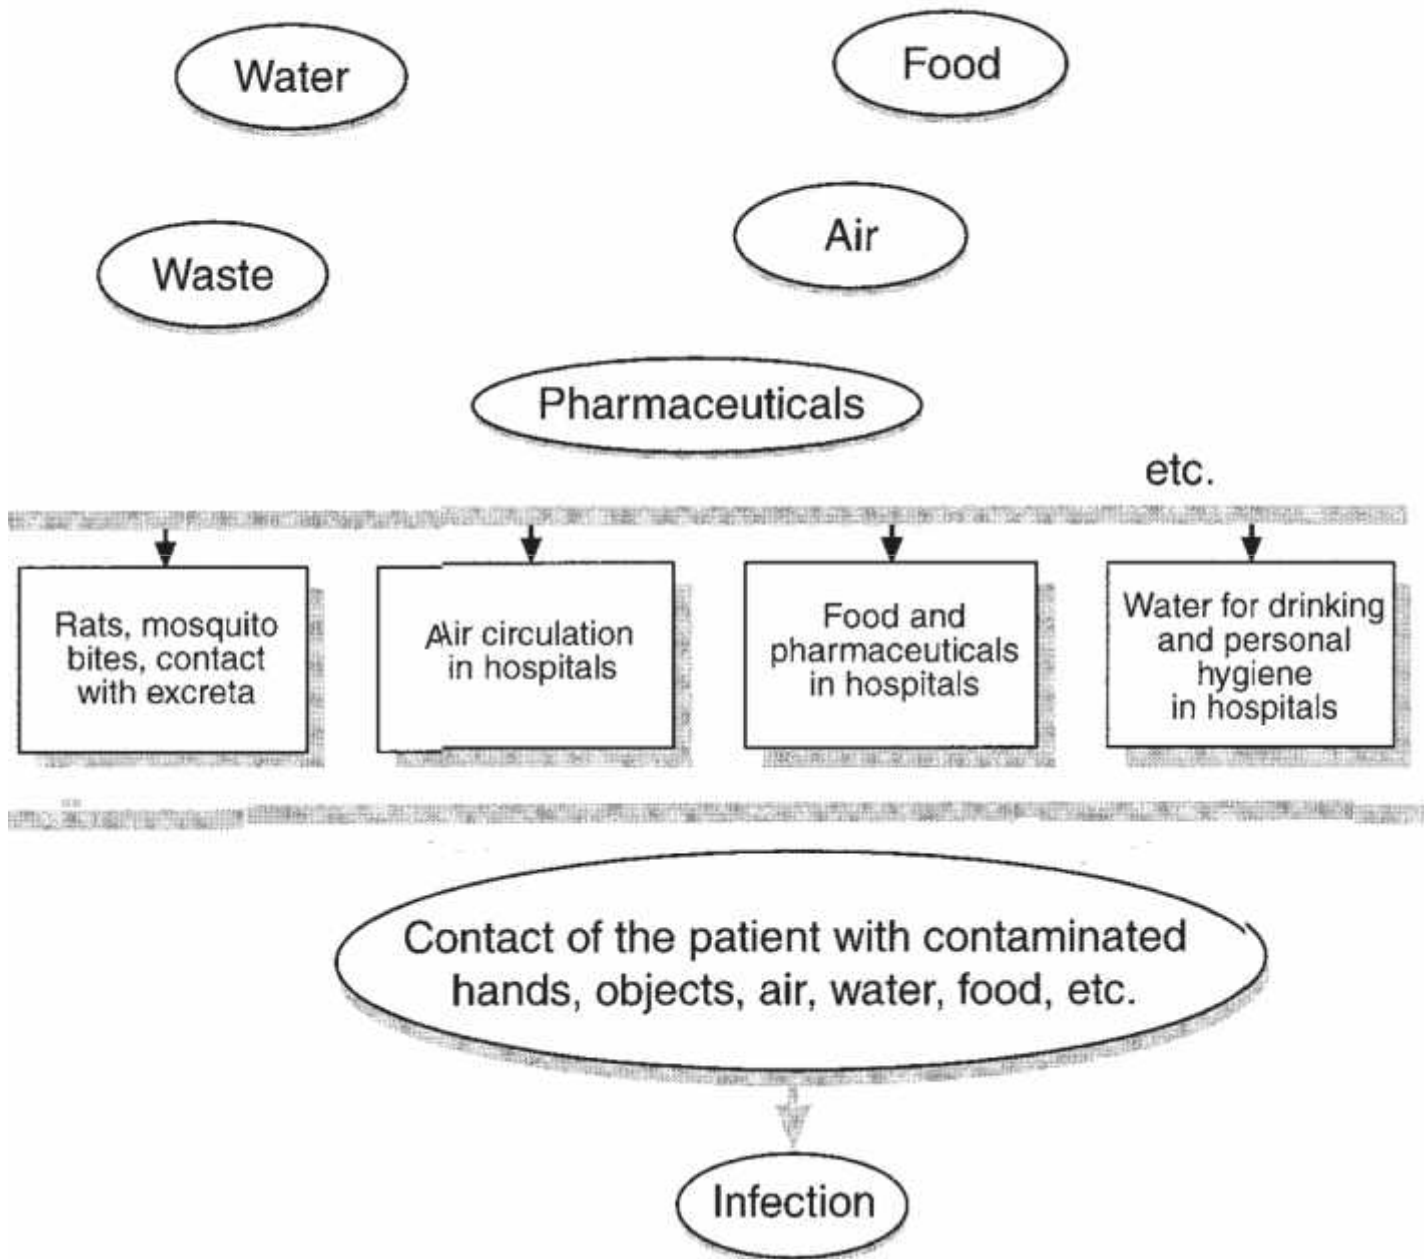 Water
Food
Waste
Air
Pharmaceuticals
etc.
Rats, mosquito
bites, contact
with excreta
Air circulation
in hospitals
Food and
pharmaceuticals
in hospitals
Water for drinking
and personal
hygiene
in hospitals
Contact of the patient with contaminated
hands, objects, air, water, food, etc.
Infection